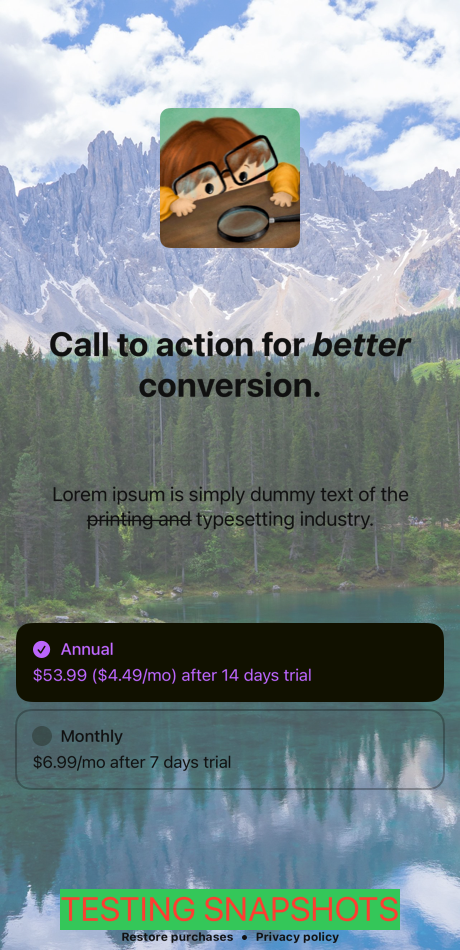 Call to action for better
conversion.
Lorem ipsum is simply dummy text of the
printing and typesetting industry.
Annual
$53.99 ($4.49/mo) after 14 days trial
Monthly
$6.99/mo after 7 days trial
TESTING SNAPSHOTS
Restore purchases • Privacy policy